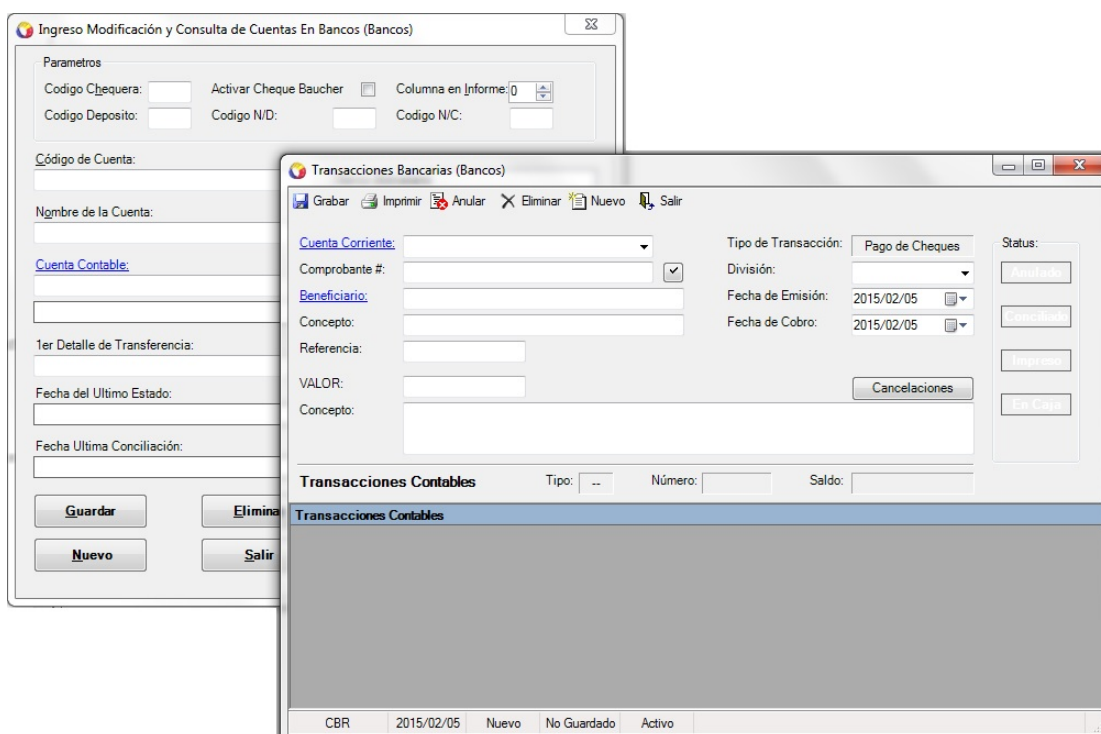 Ingreso Modificación y Consulta de Cuentas En Bancos (Bancos)
Parametros
Codigo Chequera:
Activar Cheque Baucher
Columna en Informe: 0
Codigo Deposito:
Codigo N/D:
Codigo N/C:
Código de Cuenta:
Nombre de la Cuenta:
Cuenta Contable:
1er Detalle de Transferencia:
Fecha del Ultimo Estado:
Fecha Ultima Conciliación:
Guardar
Elimina
Nuevo
Salir
Transacciones Bancarias (Bancos)
Grabar Imprimir Anular Eliminar Nuevo Salir
Cuenta Corriente:
Tipo de Transacción: Pago de Cheques
Status:
Comprobante #:
División:
Anulado
Beneficiario:
Fecha de Emisión: 2015/02/05
Concepto:
Fecha de Cobro: 2015/02/05
Conciliado
Referencia:
Impreso
VALOR:
Cancelaciones
En Caja
Concepto:
Transacciones Contables
Tipo: --
Número:
Saldo:
Transacciones Contables
CBR 2015/02/05 Nuevo No Guardado Activo